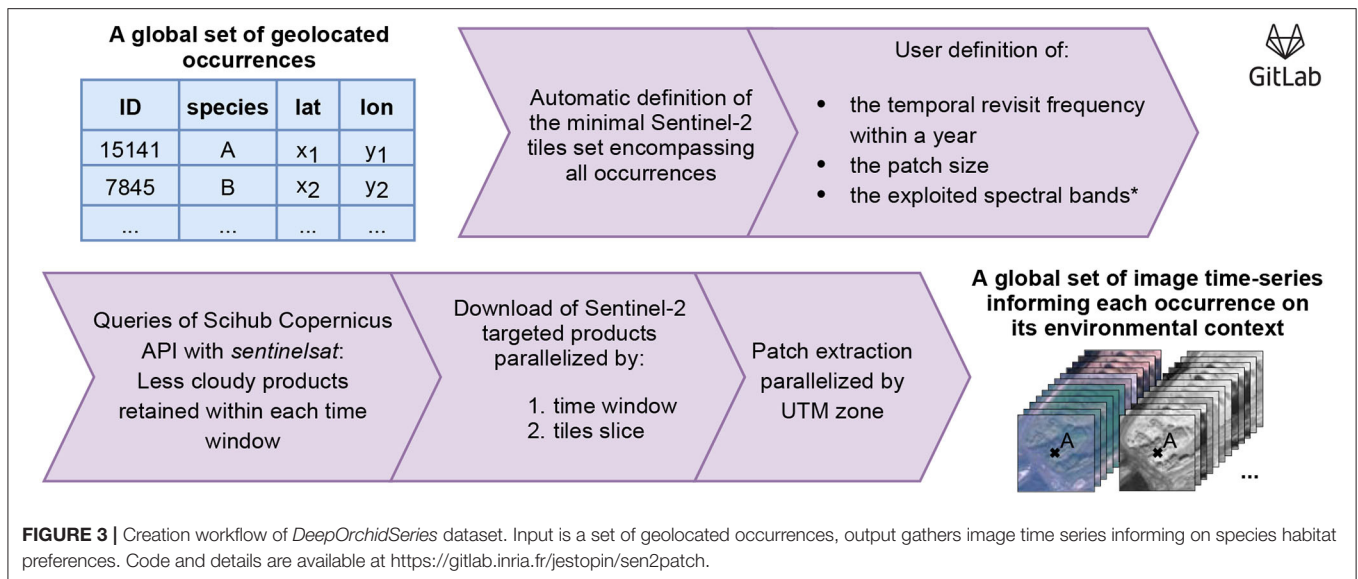 A global set of geolocated
occurrences
ID species lat lon
15141 A x1 y1
7845 B x2 y2
... ... ... ...
Automatic definition of
the minimal Sentinel-2
tiles set encompassing
all occurrences
User definition of:
• the temporal revisit frequency
within a year
• the patch size
• the exploited spectral bands*
GitLab
Queries of Scihub Copernicus
API with sentinelsat:
Less cloudy products
retained within each time
window
Download of Sentinel-2
targeted products
parallelized by:
1. time window
2. tiles slice
Patch extraction
parallelized by
UTM zone
A global set of image time-series
informing each occurrence on
its environmental context
A
A
...
FIGURE 3 | Creation workflow of DeepOrchidSeries dataset. Input is a set of geolocated occurrences, output gathers image time series informing on species habitat
preferences. Code and details are available at https://gitlab.inria.fr/jestopin/sen2patch.